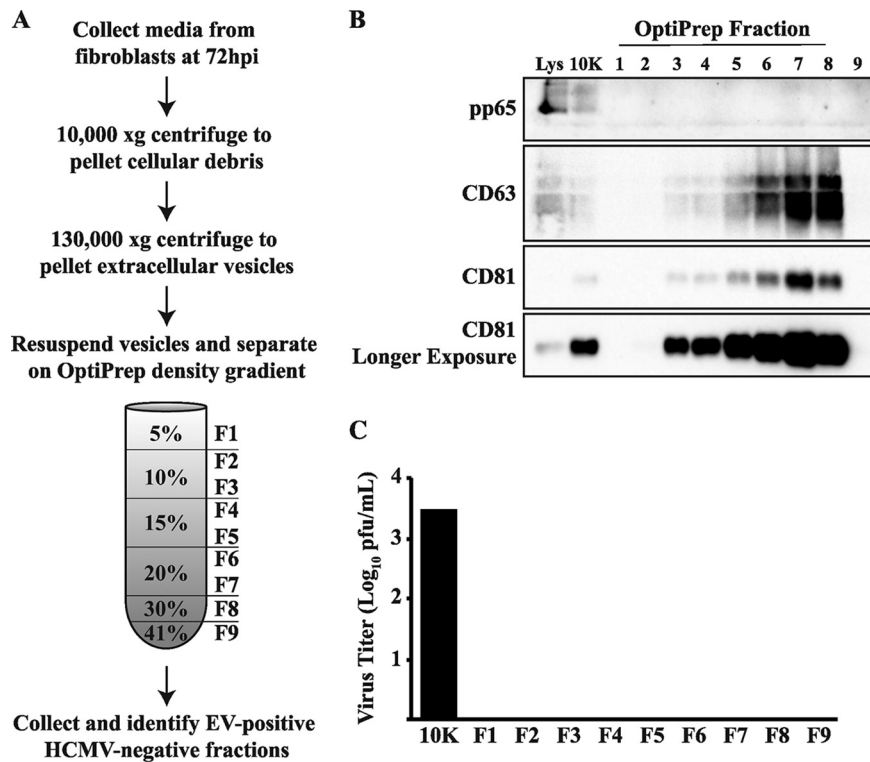 A
Collect media from
fibroblasts at 72hpi
10,000 xg centrifuge to
pellet cellular debris
130,000 xg centrifuge to
pellet extracellular vesicles
Resuspend vesicles and separate
on OptiPrep density gradient
5% F1
F2
10%
F3
F4
15%
F5
F6
20%
F7
30% F8
41% F9
Collect and identify EV-positive
HCMV-negative fractions
B
OptiPrep Fraction
Lys 10K 1 2 3 4 5 6 7 8 9
pp65
CD63
CD81
CD81
Longer Exposure
C
Virus Titer (Log10 pfu/mL)
4
3
2
1
10K F1 F2 F3 F4 F5 F6 F7 F8 F9